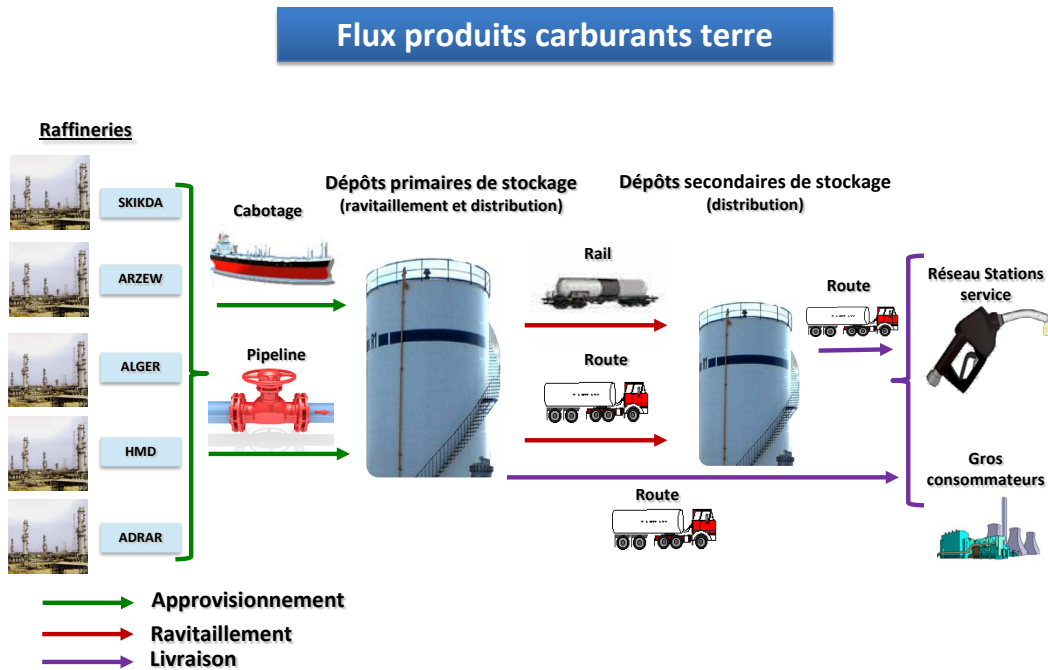 Flux produits carburants terre
Raffineries
SKIKDA
ARZEW
ALGER
HMD
ADRAR
Cabotage
Pipeline
Dépôts primaires de stockage
(ravitaillement et distribution)
Rail
Route
Dépôts secondaires de stockage
(distribution)
Route
Route
Réseau Stations
service
Gros
consommateurs
Approvisionnement
Ravitaillement
Livraison